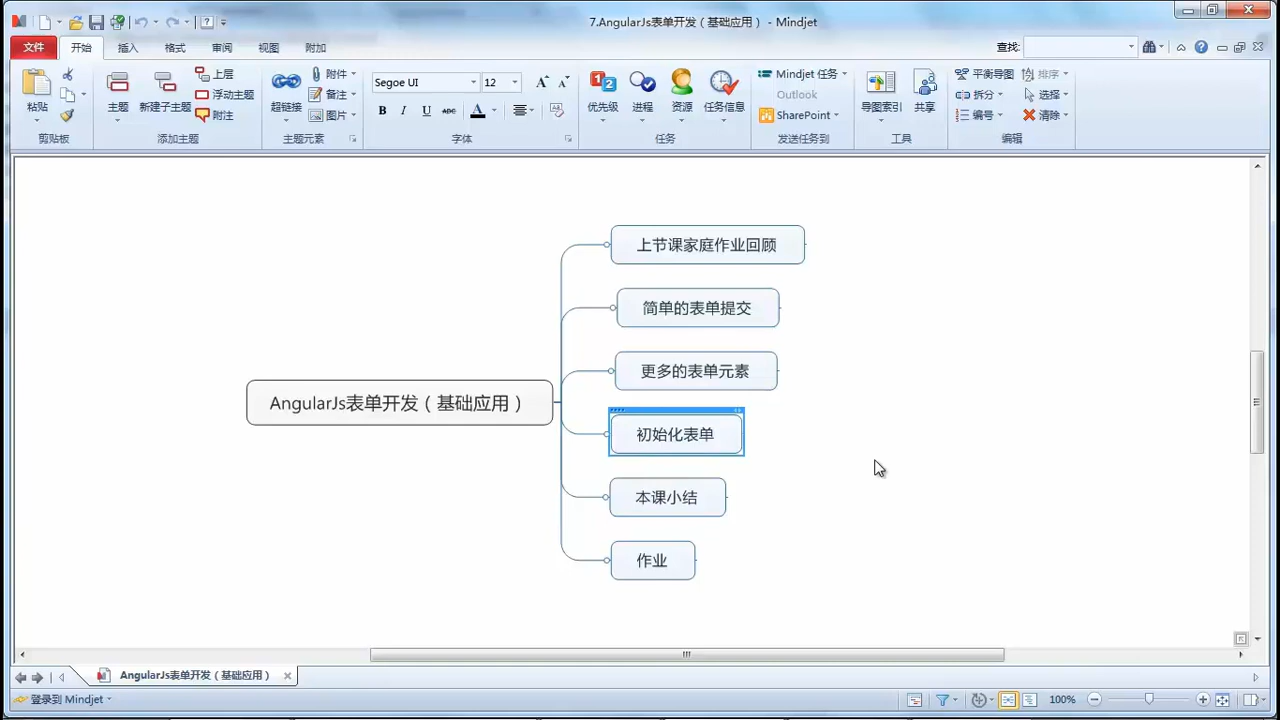 7.AngularJs表单开发（基础应用） - Mindjet
文件 开始 插入 格式 审阅 视图 附加 查找:
粘贴 主题 新建子主题 上层 浮动主题 附注 超链接 附件 备注 图片 Segoe UI 12 B I U ABC A 优先级 进程 资源 任务信息 Mindjet 任务 Outlook SharePoint 导图索引 共享 平衡导图 排序 拆分 选择 编号 清除
剪贴板 添加主题 主题元素 字体 任务 发送任务到 工具 编辑
上节课家庭作业回顾
简单的表单提交
更多的表单元素
AngularJs表单开发（基础应用）
初始化表单
本课小结
作业
AngularJs表单开发（基础应用）
登录到 Mindjet 100%